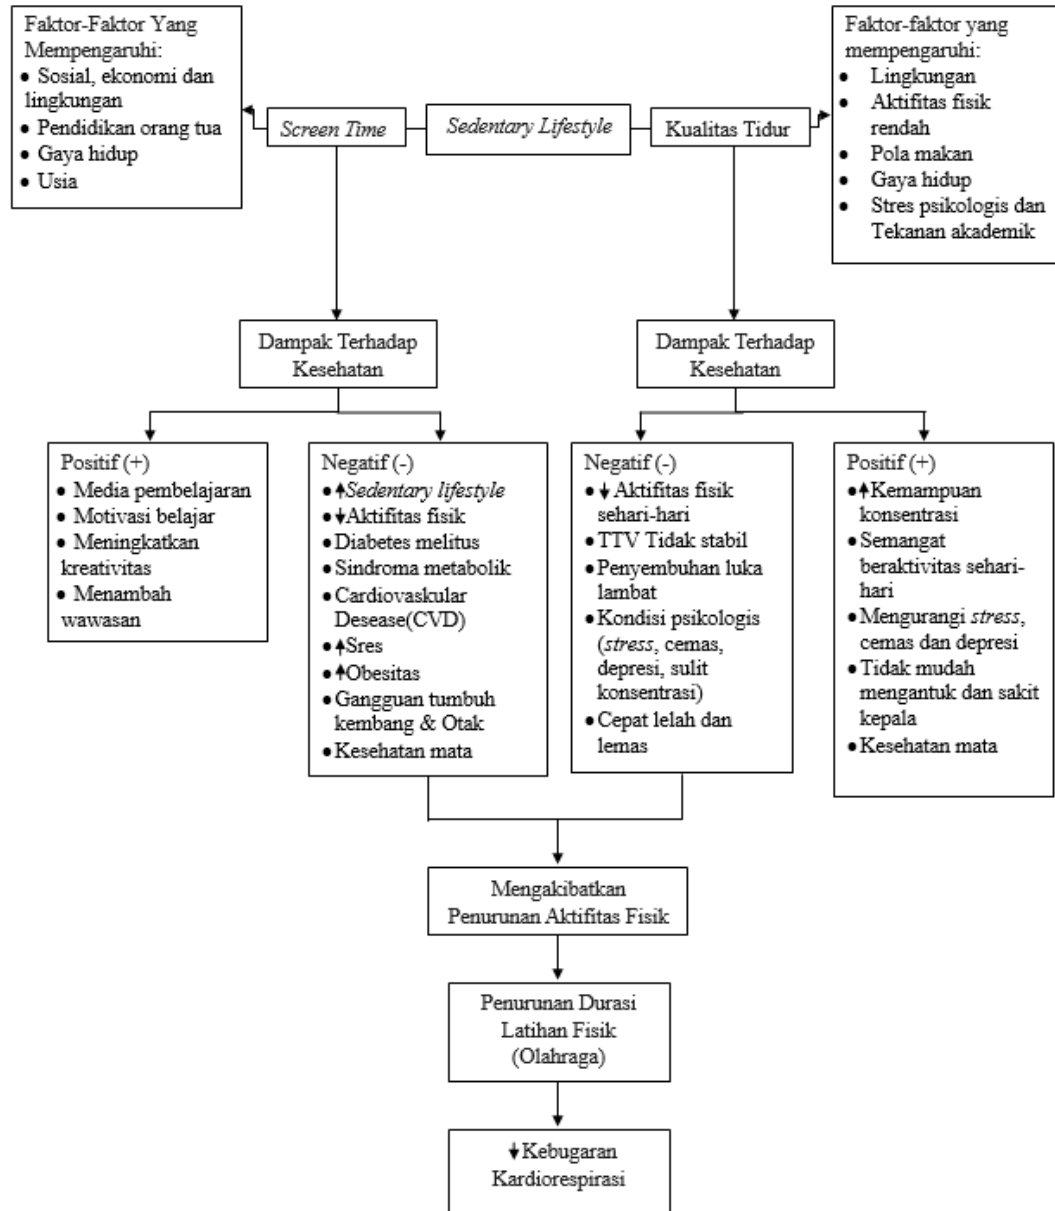 Faktor-Faktor Yang
Mempengaruhi:
● Sosial, ekonomi dan
lingkungan
● Pendidikan orang tua
● Gaya hidup
● Usia
Screen Time
Sedentary Lifestyle
Kualitas Tidur
Faktor-faktor yang
mempengaruhi:
● Lingkungan
● Aktifitas fisik
rendah
● Pola makan
● Gaya hidup
● Stres psikologis dan
Tekanan akademik
Dampak Terhadap
Kesehatan
Dampak Terhadap
Kesehatan
Positif (+)
● Media pembelajaran
● Motivasi belajar
● Meningkatkan
kreativitas
● Menambah
wawasan
Negatif (-)
● ↑Sedentary lifestyle
● ↓Aktifitas fisik
● Diabetes melitus
● Sindroma metabolik
● Cardiovaskular
Desease(CVD)
● ↑Sres
● ↑Obesitas
● Gangguan tumbuh
kembang & Otak
● Kesehatan mata
Negatif (-)
● ↓ Aktifitas fisik
sehari-hari
● TTV Tidak stabil
● Penyembuhan luka
lambat
● Kondisi psikologis
(stress, cemas,
depresi, sulit
konsentrasi)
● Cepat lelah dan
lemas
Positif (+)
● ↑Kemampuan
konsentrasi
● Semangat
beraktivitas sehari-
hari
● Mengurangi stress,
cemas dan depresi
● Tidak mudah
mengantuk dan sakit
kepala
● Kesehatan mata
Mengakibatkan
Penurunan Aktifitas Fisik
Penurunan Durasi
Latihan Fisik
(Olahraga)
↓Kebugaran
Kardiorespirasi